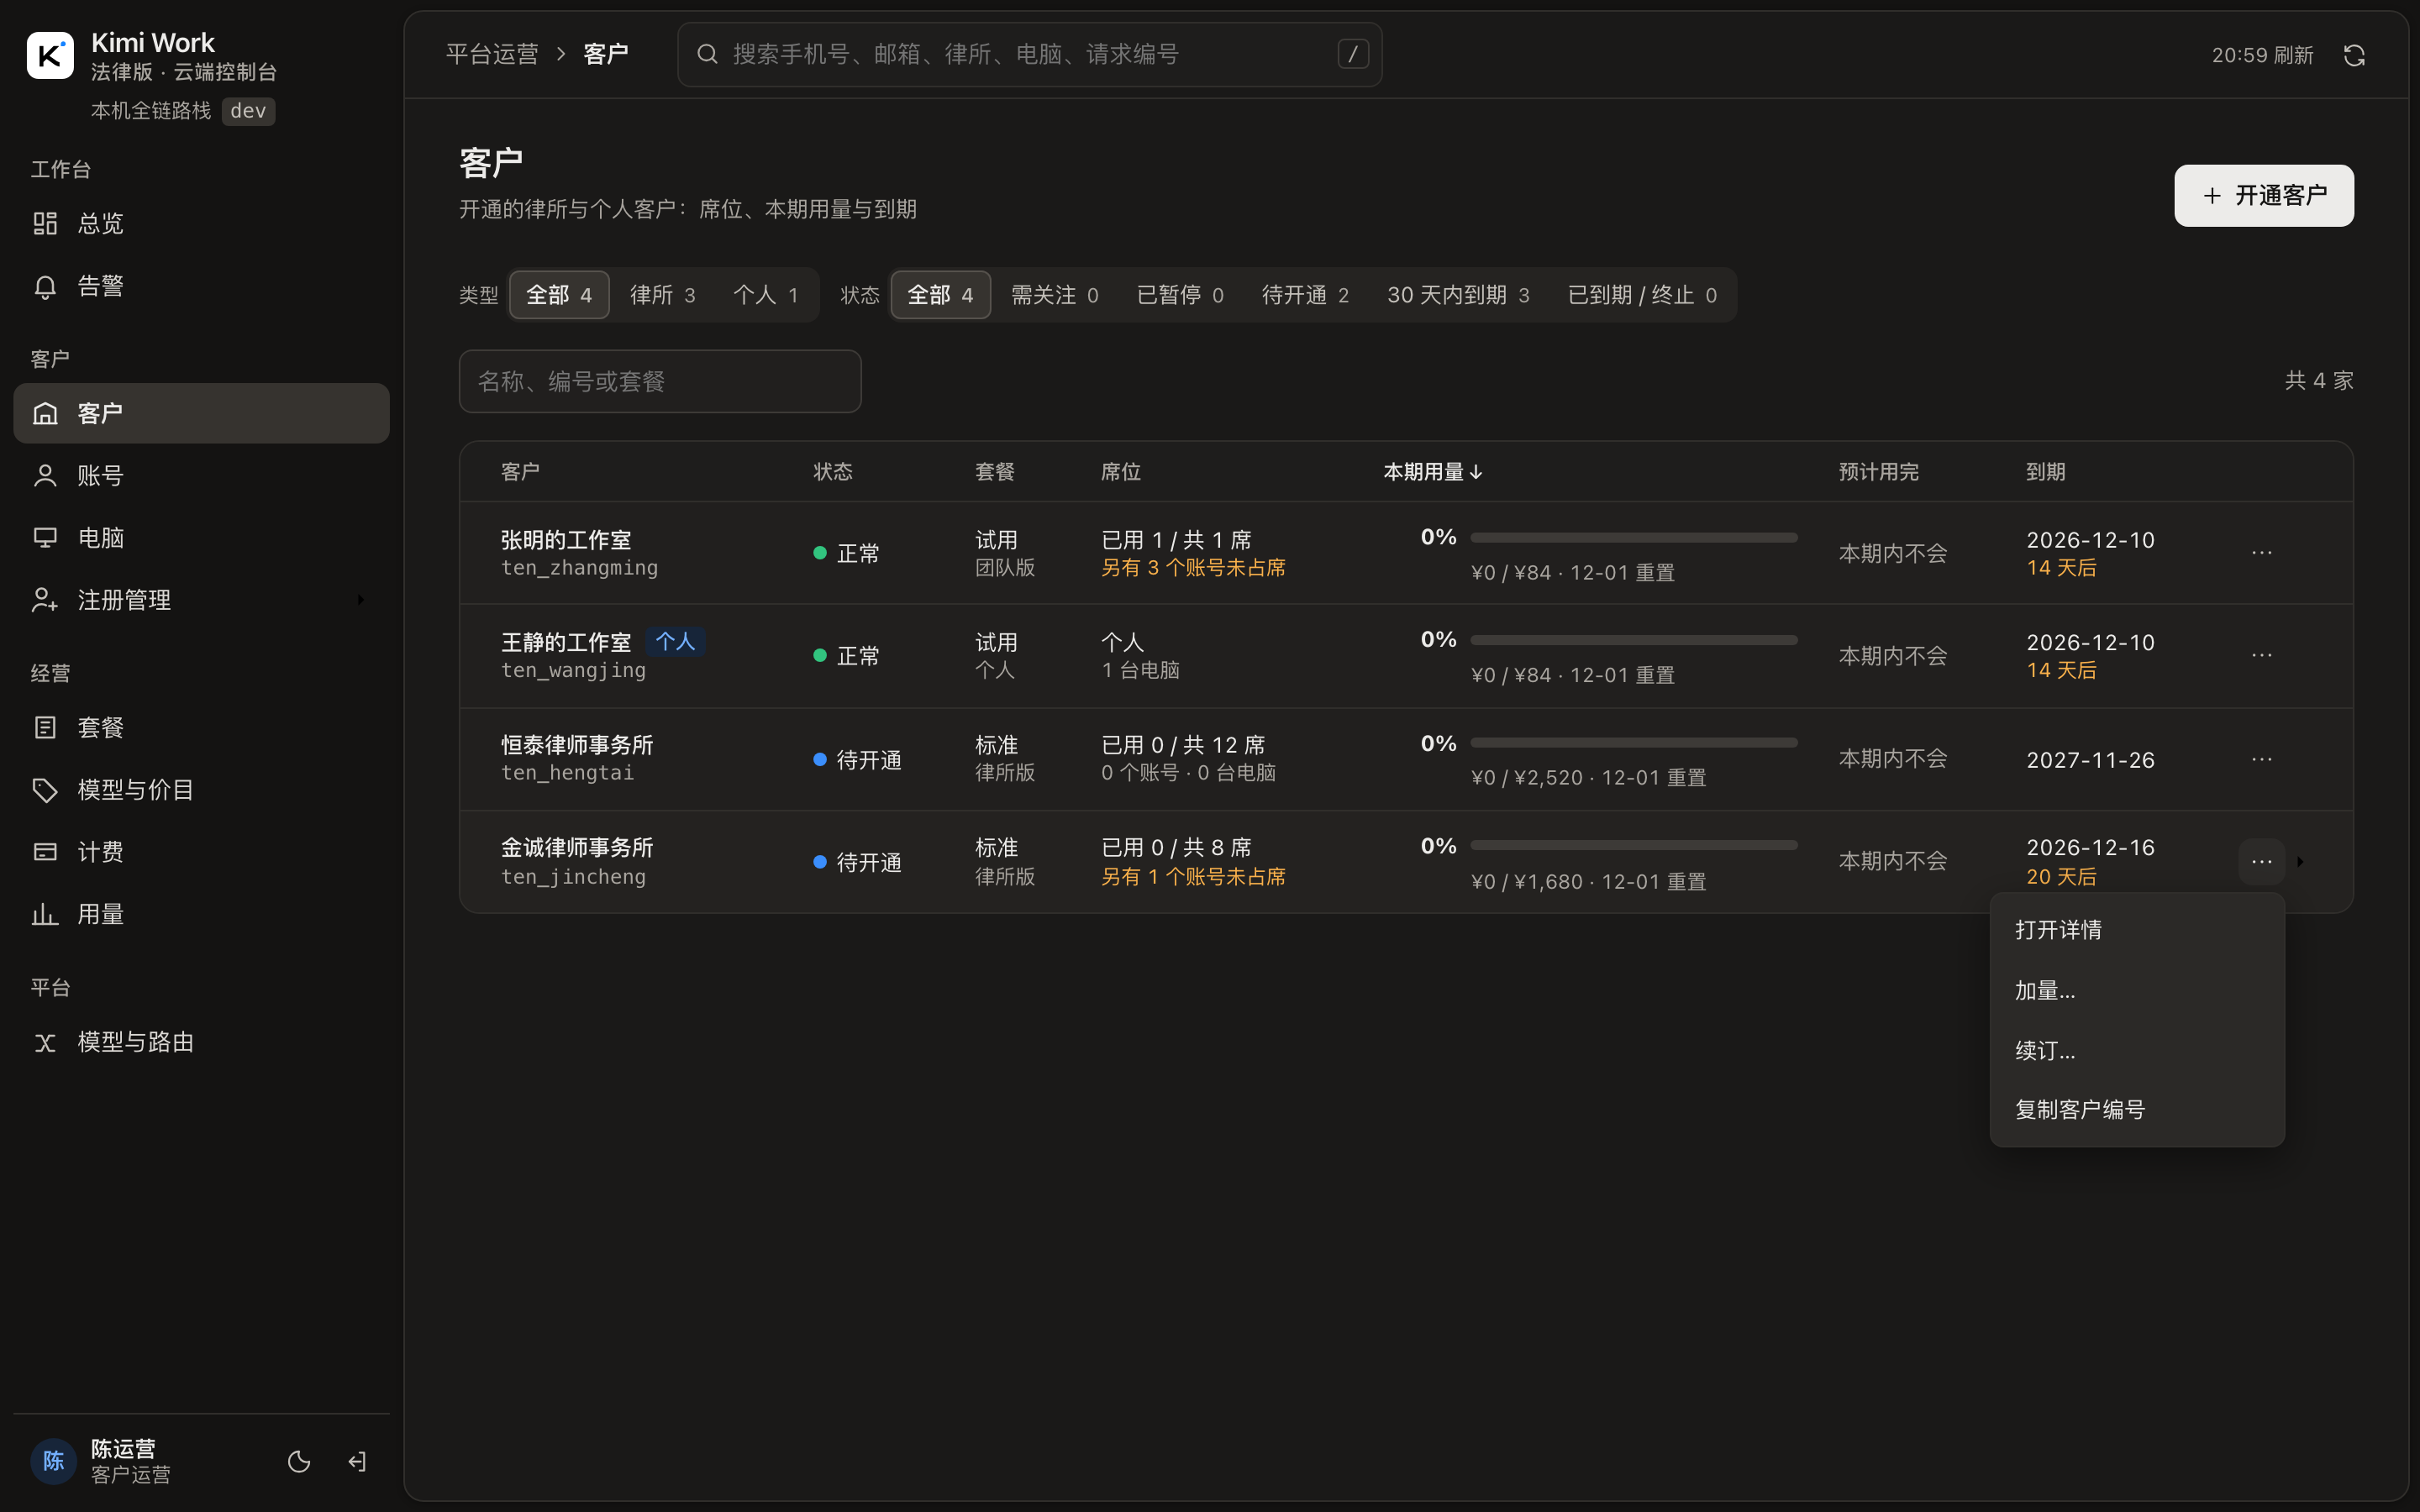 Kimi Work
法律版 · 云端控制台
本机全链路栈 dev
工作台
总览
告警
客户
客户
账号
电脑
注册管理
经营
套餐
模型与价目
计费
用量
平台
模型与路由
陈 陈运营
客户运营
平台运营 > 客户
搜索手机号、邮箱、律所、电脑、请求编号 /
20:59 刷新
客户
开通的律所与个人客户：席位、本期用量与到期
+ 开通客户
类型 全部 4 律所 3 个人 1 状态 全部 4 需关注 0 已暂停 0 待开通 2 30 天内到期 3 已到期 / 终止 0
名称、编号或套餐
共 4 家
客户 状态 套餐 席位 本期用量↓ 预计用完 到期
张明的工作室 正常 试用 已用 1 / 共 1 席 0% 本期内不会 2026-12-10 ···
ten_zhangming 团队版 另有 3 个账号未占席 ¥0 / ¥84 · 12-01 重置 14 天后
王静的工作室 个人 正常 试用 个人 0% 本期内不会 2026-12-10 ···
ten_wangjing 个人 1 台电脑 ¥0 / ¥84 · 12-01 重置 14 天后
恒泰律师事务所 待开通 标准 已用 0 / 共 12 席 0% 本期内不会 2027-11-26 ···
ten_hengtai 律所版 0 个账号 · 0 台电脑 ¥0 / ¥2,520 · 12-01 重置
金诚律师事务所 待开通 标准 已用 0 / 共 8 席 0% 本期内不会 2026-12-16 ···
ten_jincheng 律所版 另有 1 个账号未占席 ¥0 / ¥1,680 · 12-01 重置 20 天后
打开详情
加量...
续订...
复制客户编号